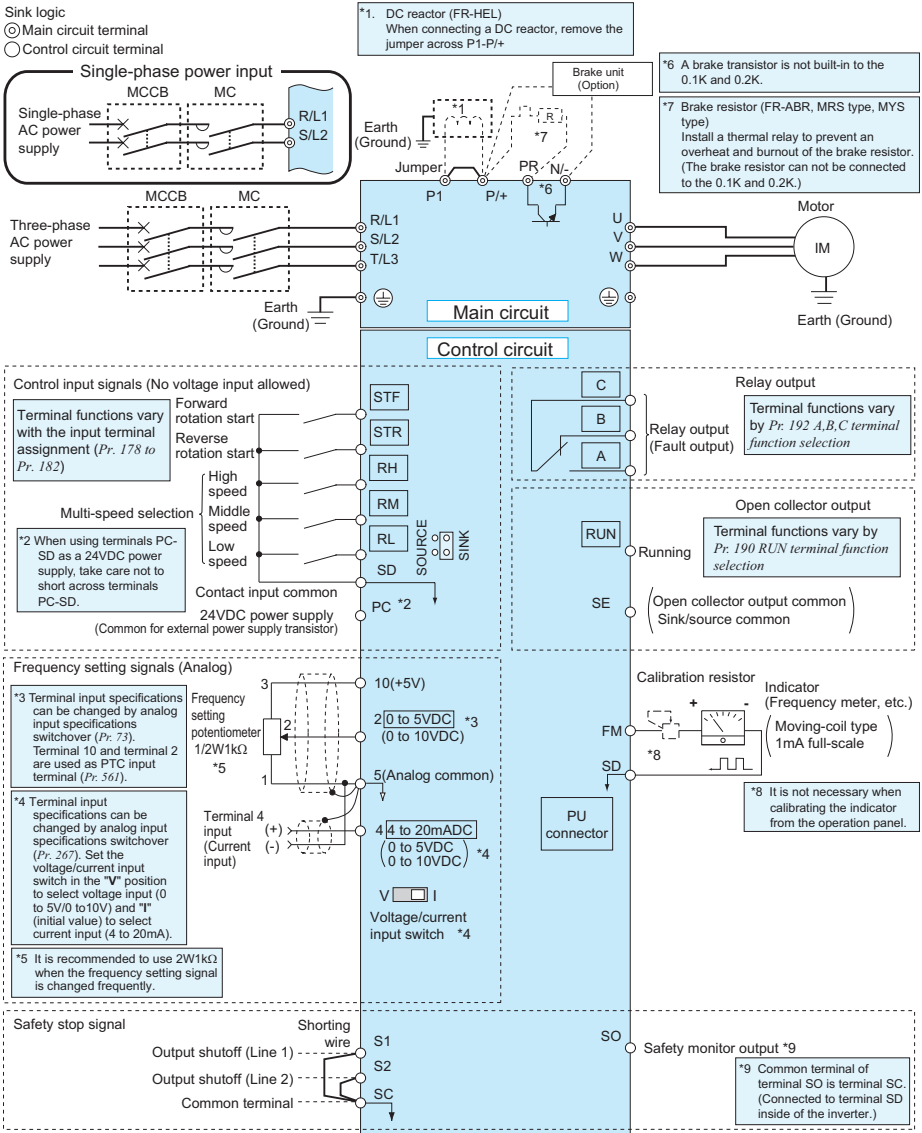 Sink logic
Main circuit terminal
Control circuit terminal
*1. DC reactor (FR-HEL)
When connecting a DC reactor, remove the
jumper across P1-P/+
*6 A brake transistor is not built-in to the
0.1K and 0.2K.
*7 Brake resistor (FR-ABR, MRS type, MYS
type)
Install a thermal relay to prevent an
overheat and burnout of the brake resistor.
(The brake resistor can not be connected
to the 0.1K and 0.2K.)
Single-phase power input
MCCB
MC
Single-phase
AC power
supply
R/L1
S/L2
Brake unit
(Option)
*1
R
*7
Earth
(Ground)
Jumper
P1
P/+
PR
N/-
*6
MCCB
MC
Three-phase
AC power
supply
R/L1
S/L2
T/L3
Earth
(Ground)
U
V
W
Motor
IM
Earth (Ground)
Main circuit
Control circuit
Control input signals (No voltage input allowed)
Terminal functions vary
with the input terminal
assignment (Pr. 178 to
Pr. 182)
Forward
rotation start
Reverse
rotation start
Multi-speed selection
High
speed
Middle
speed
Low
speed
*2 When using terminals PC-
SD as a 24VDC power
supply, take care not to
short across terminals
PC-SD.
Contact input common
24VDC power supply
(Common for external power supply transistor)
STF
STR
RH
RM
RL
SD
PC *2
SOURCE
SINK
C
B
A
Relay output
(Fault output)
Relay output
Terminal functions vary
by Pr. 192 A,B,C terminal
function selection
Open collector output
RUN
Running
Terminal functions vary by
Pr. 190 RUN terminal function
selection
SE
Open collector output common
Sink/source common
Frequency setting signals (Analog)
*3 Terminal input specifications
can be changed by analog
input specifications
switchover (Pr. 73).
Terminal 10 and terminal 2
are used as PTC input
terminal (Pr. 561).
*4 Terminal input
specifications can be
changed by analog input
specifications switchover
(Pr. 267). Set the
voltage/current input
switch in the "V" position
to select voltage input (0
to 5V/0 to10V) and "I"
(initial value) to select
current input (4 to 20mA).
*5 It is recommended to use 2W1kΩ
when the frequency setting signal
is changed frequently.
Frequency
setting
potentiometer
1/2W1kΩ
*5
3
2
1
Terminal 4
input
(Current
input)
(+)
(-)
10(+5V)
2 0 to 5VDC *3
(0 to 10VDC)
5(Analog common)
4 4 to 20mADC
0 to 5VDC
0 to 10VDC
*4
V I
Voltage/current
input switch *4
Calibration resistor
+ -
Indicator
(Frequency meter, etc.)
Moving-coil type
1mA full-scale
FM
*8
SD
PU
connector
*8 It is not necessary when
calibrating the indicator
from the operation panel.
Safety stop signal
Shorting
wire
Output shutoff (Line 1)
Output shutoff (Line 2)
Common terminal
S1
S2
SC
SO
Safety monitor output *9
*9 Common terminal of
terminal SO is terminal SC.
(Connected to terminal SD
inside of the inverter.)